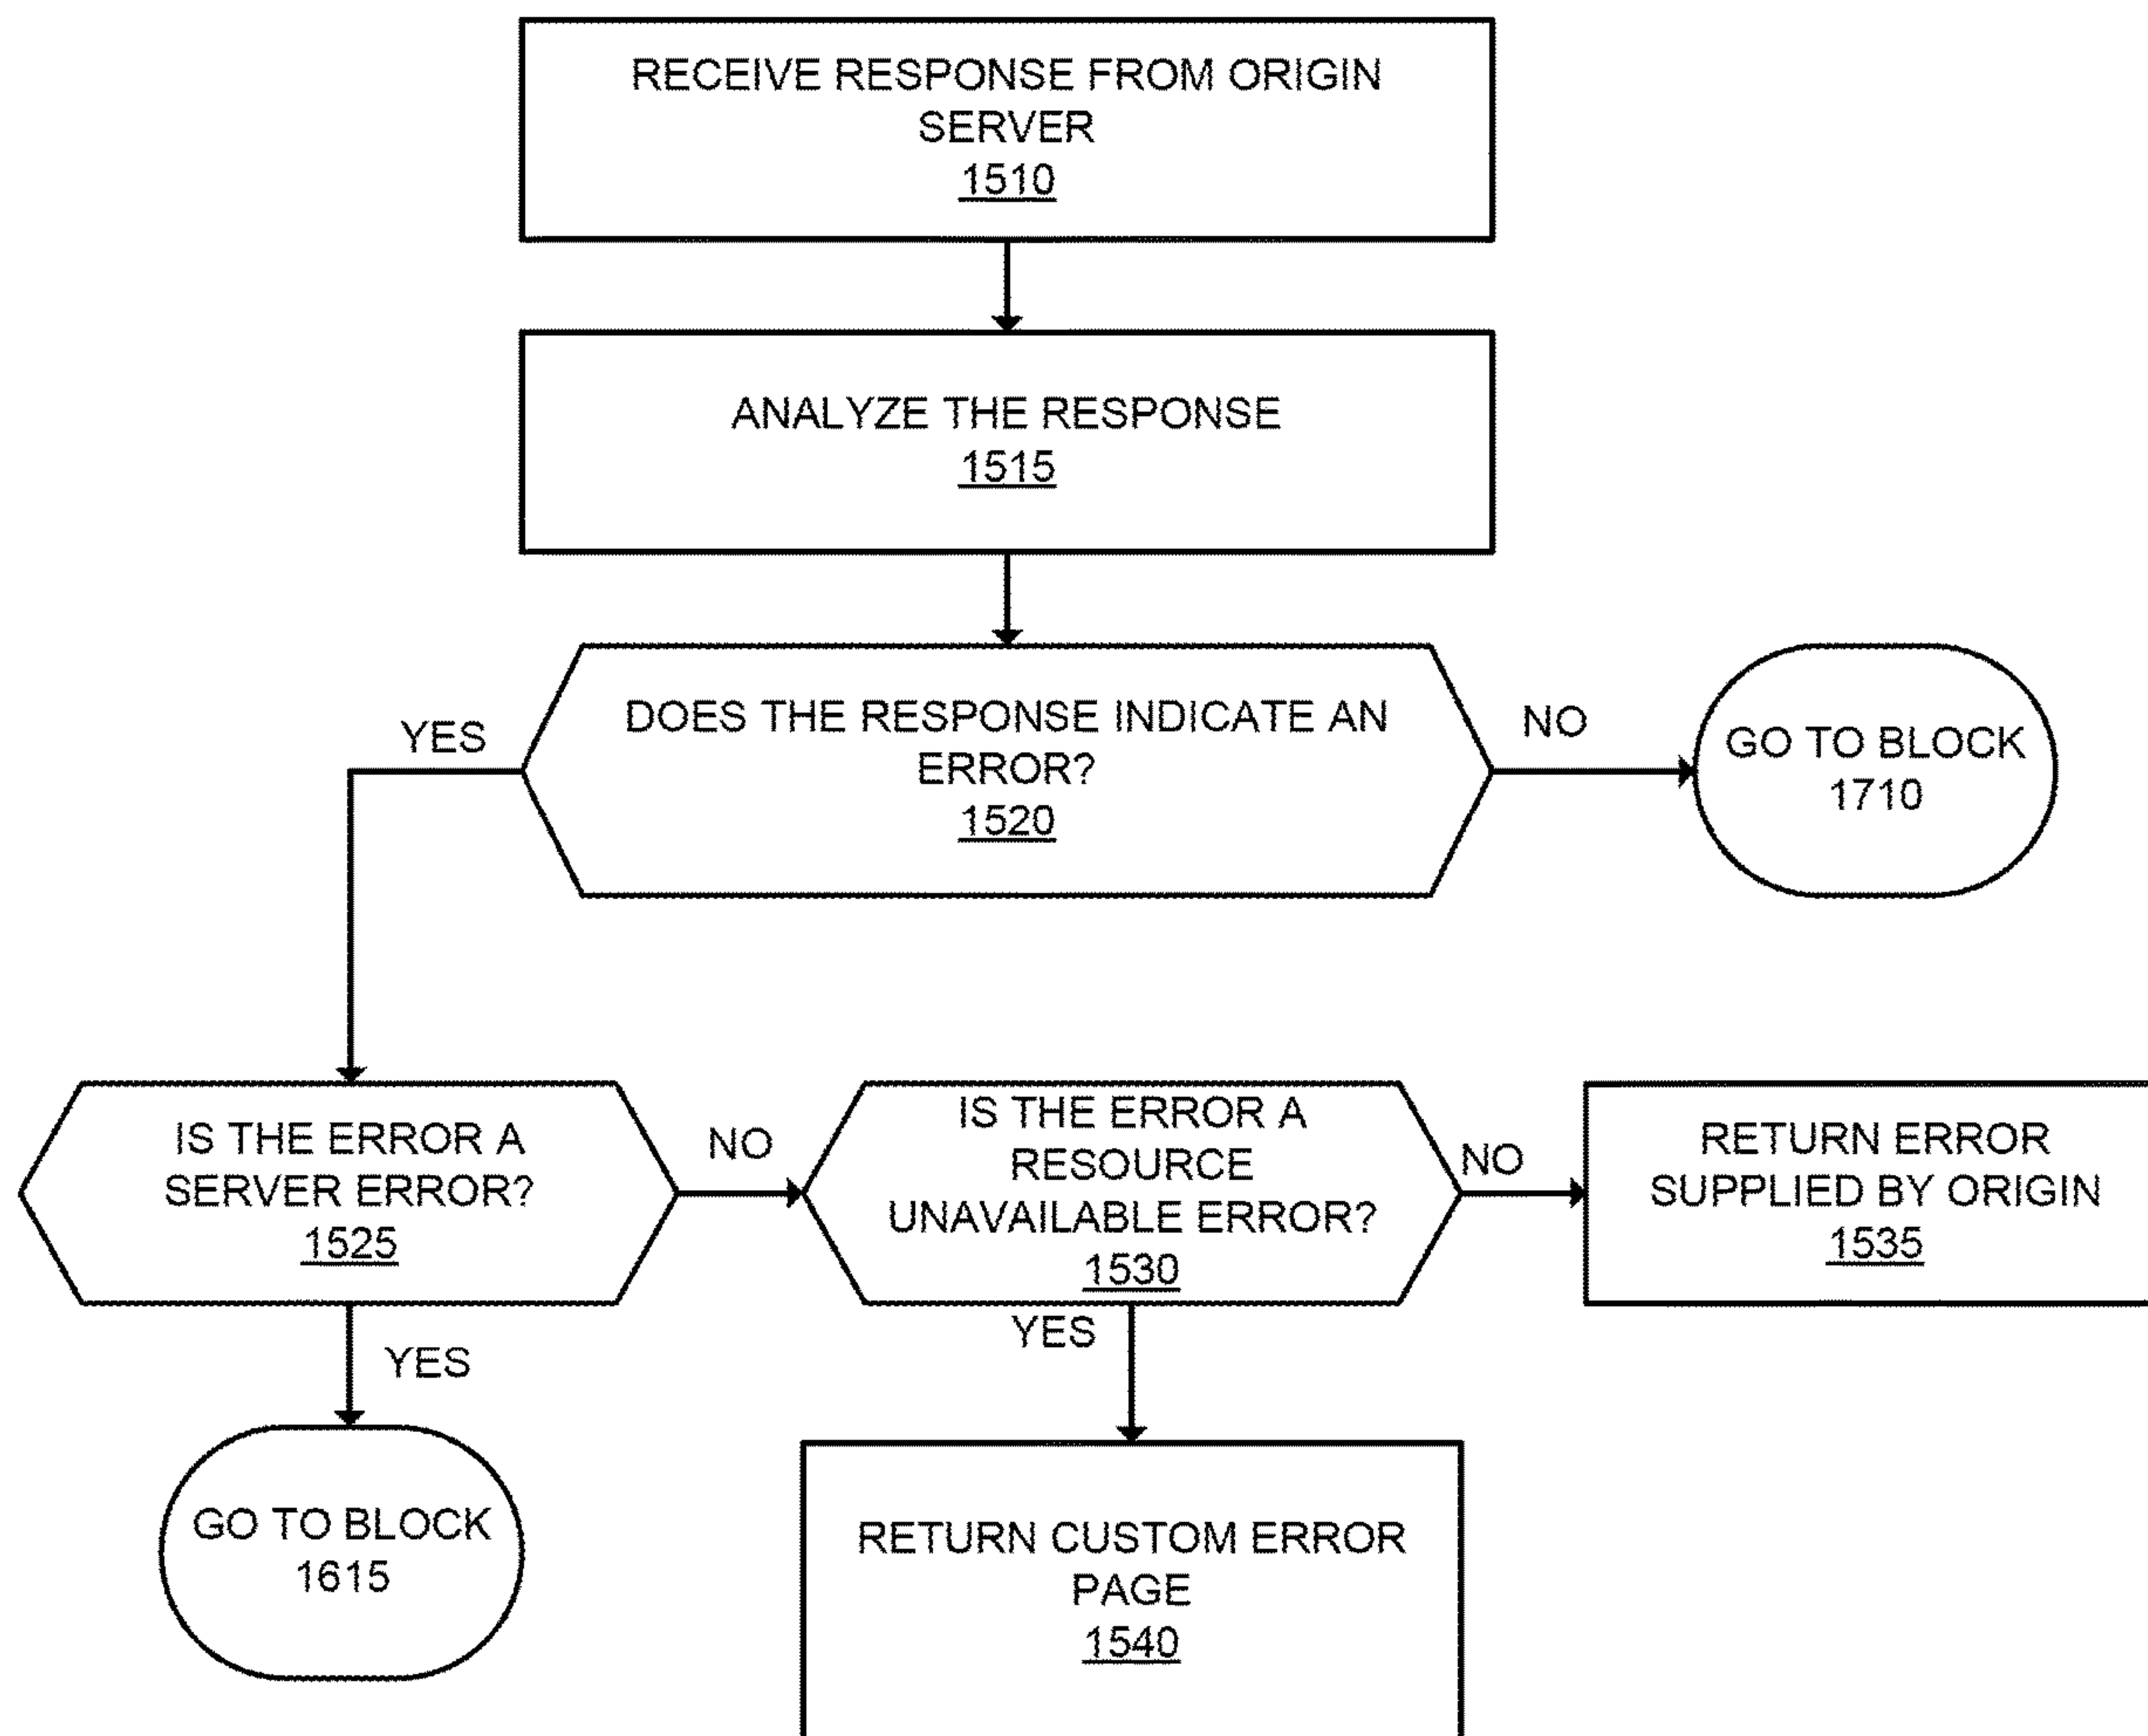 RECEIVE RESPONSE FROM ORIGIN
SERVER
1510
ANALYZE THE RESPONSE
1515
DOES THE RESPONSE INDICATE AN
ERROR?
1520
YES
NO
GO TO BLOCK
1710
IS THE ERROR A
SERVER ERROR?
1525
NO
IS THE ERROR A
RESOURCE
UNAVAILABLE ERROR?
1530
NO
RETURN ERROR
SUPPLIED BY ORIGIN
1535
YES
GO TO BLOCK
1615
YES
RETURN CUSTOM ERROR
PAGE
1540